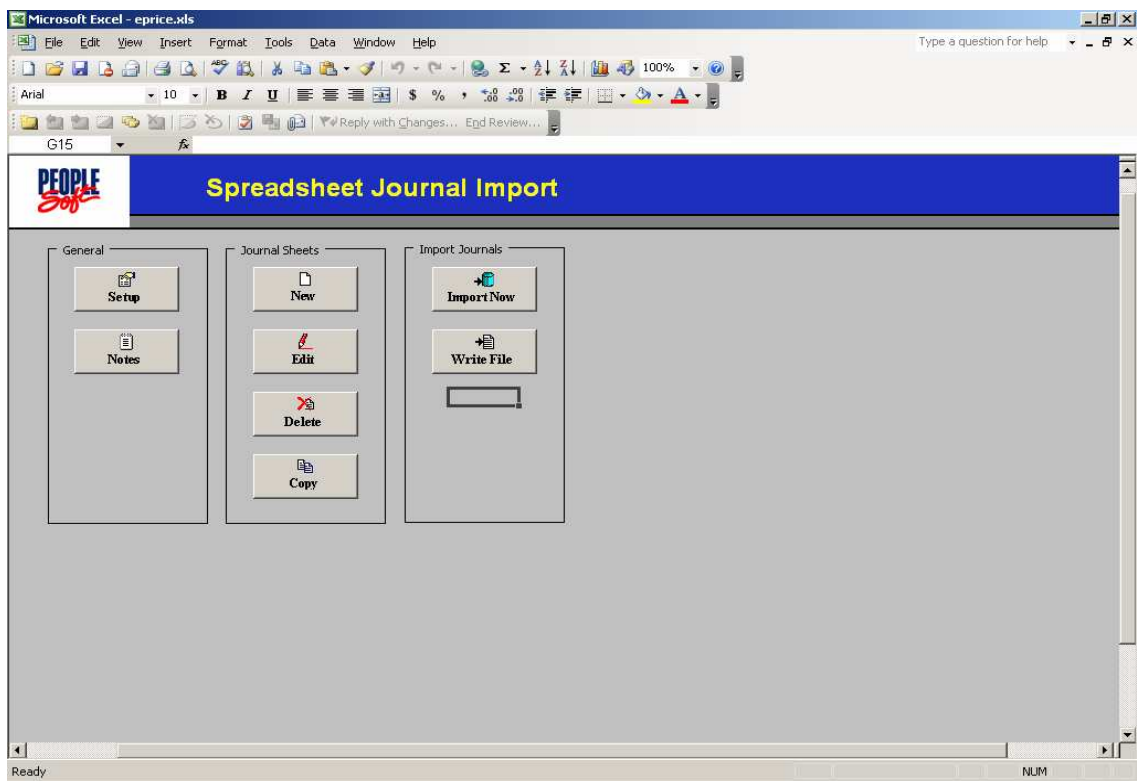 Microsoft Excel - eprice.xls
File Edit View Insert Format Tools Data Window Help Type a question for help
100%
Arial 10 B I U $ % ,
Reply with Changes... End Review...
G15 fx
PEOPLE
Soft
Spreadsheet Journal Import
General Journal Sheets Import Journals
Setup New Import Now
Notes Edit Write File
Delete
Copy
Ready NUM